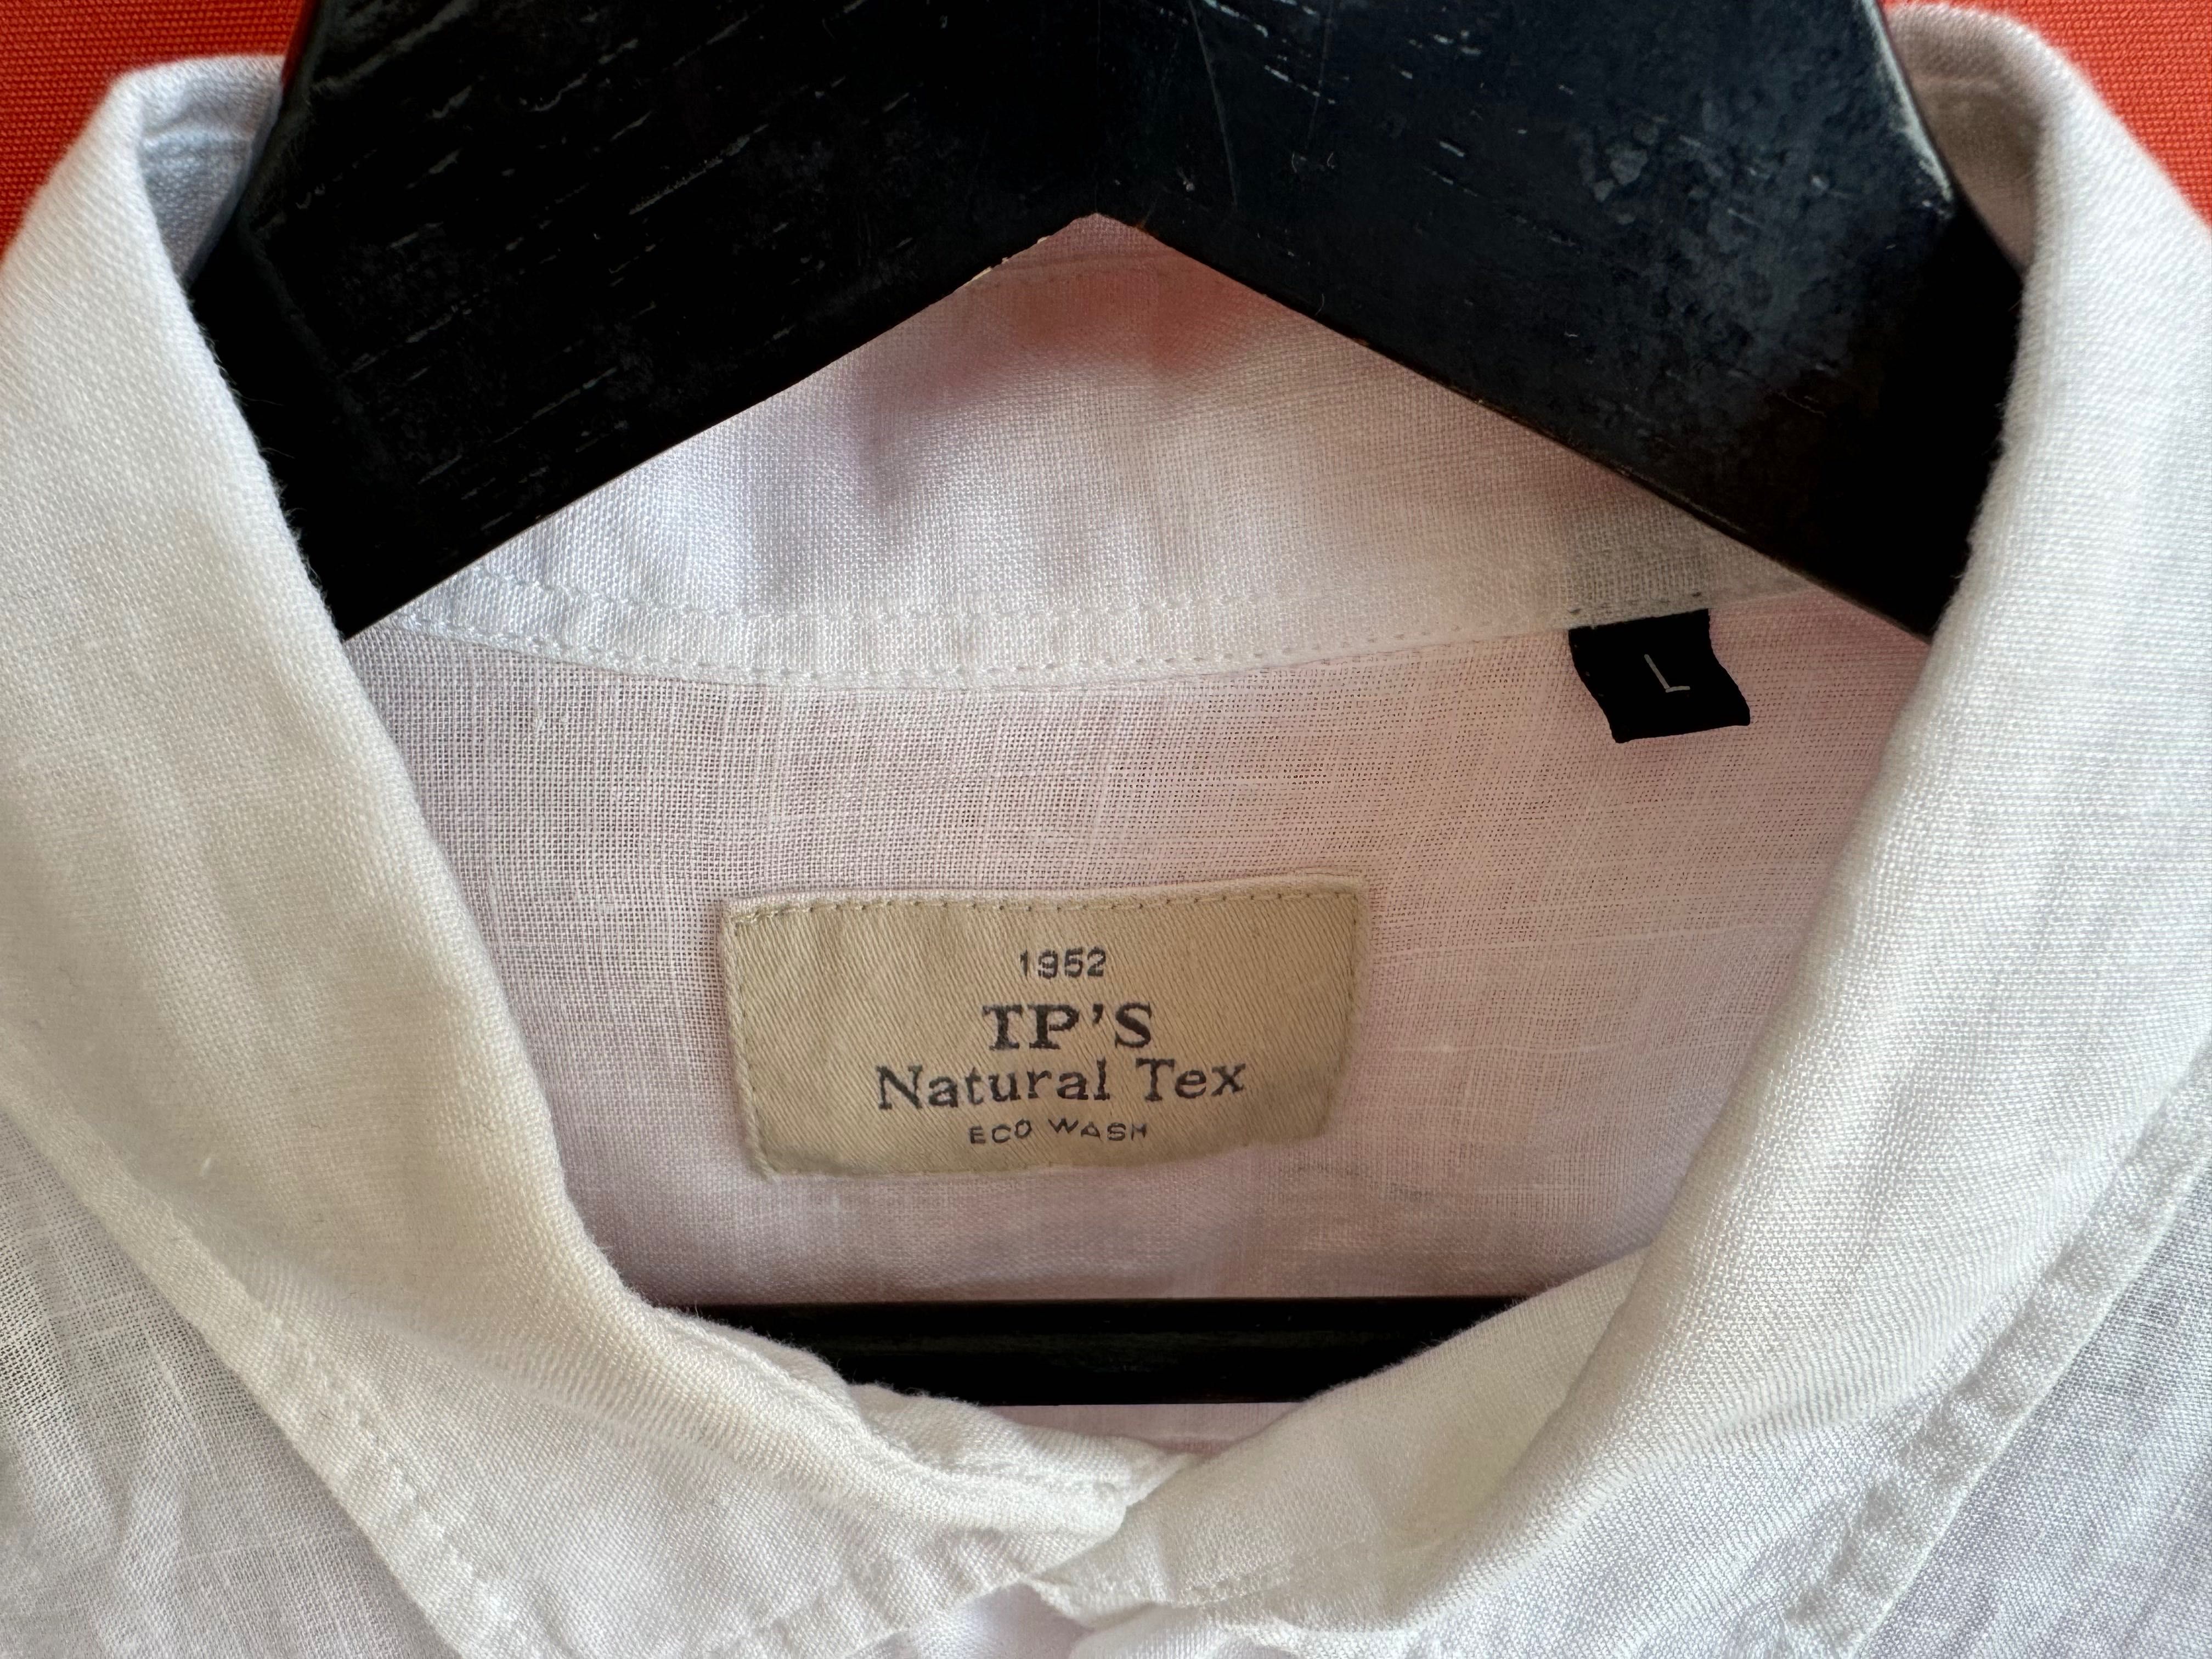 L
1952
TP'S
Natural Tex
ECO WASH